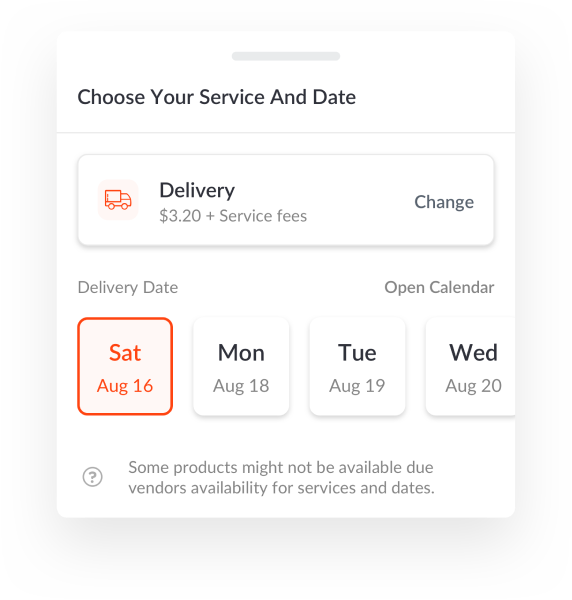 Choose Your Service And Date
Delivery
$3.20 + Service fees
Change
Delivery Date
Open Calendar
Sat
Aug 16
Mon
Aug 18
Tue
Aug 19
Wed
Aug 20
?
Some products might not be available due
vendors availability for services and dates.